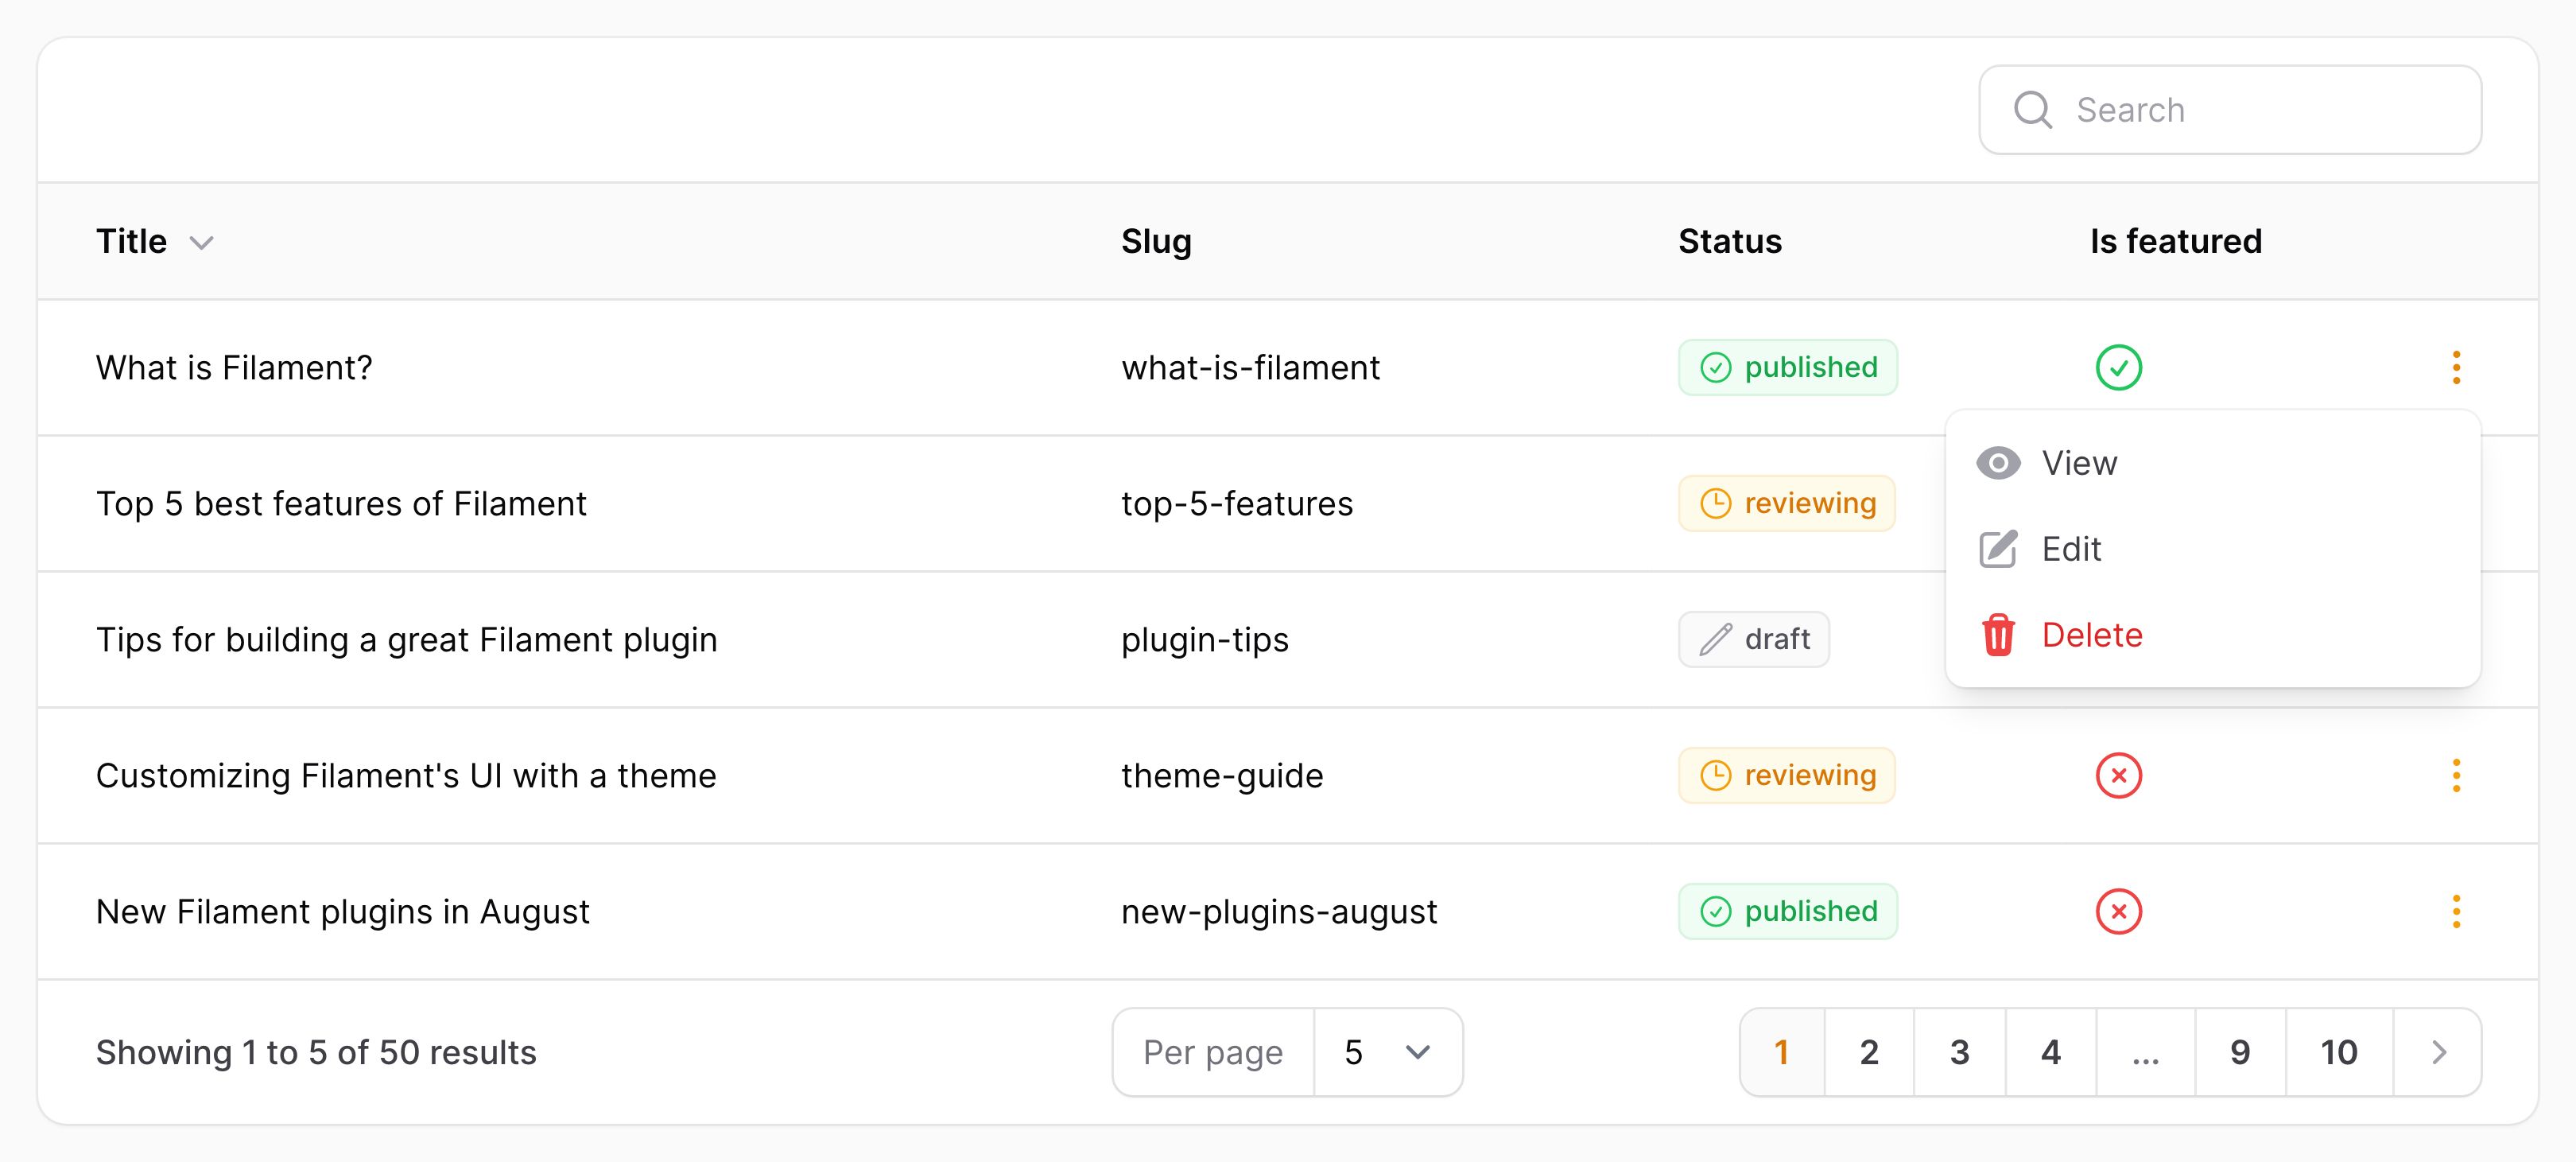 Search
Title Slug Status Is featured
What is Filament? what-is-filament published
View
Top 5 best features of Filament top-5-features reviewing
Edit
Tips for building a great Filament plugin plugin-tips draft
Delete
Customizing Filament's UI with a theme theme-guide reviewing
New Filament plugins in August new-plugins-august published
Showing 1 to 5 of 50 results Per page 5 1 2 3 4 ... 9 10